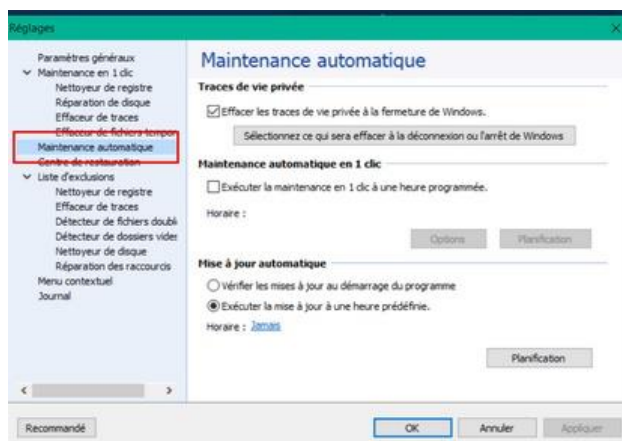 Réglages
Paramètres généraux
Maintenance en 1 clic
Nettoyeur de registre
Réparation de disque
Effaceur de traces
Effaceur de fichiers tempor
Maintenance automatique
Centre de restauration
Liste d'exclusions
Nettoyeur de registre
Effaceur de traces
Détecteur de fichiers double
Détecteur de dossiers vides
Nettoyeur de disque
Réparation des raccourcis
Menu contextuel
Journal
Maintenance automatique
Traces de vie privée
Effacer les traces de vie privée à la fermeture de Windows.
Sélectionnez ce qui sera effacer à la déconnexion ou l'arrêt de Windows
Maintenance automatique en 1 clic
Exécuter la maintenance en 1 clic à une heure programmée.
Horaire :
Options
Planification
Mise à jour automatique
Vérifier les mises à jour au démarrage du programme
Exécuter la mise à jour à une heure prédéfinie.
Horaire : Jamais
Planification
Recommandé
OK
Annuler
Appliquer